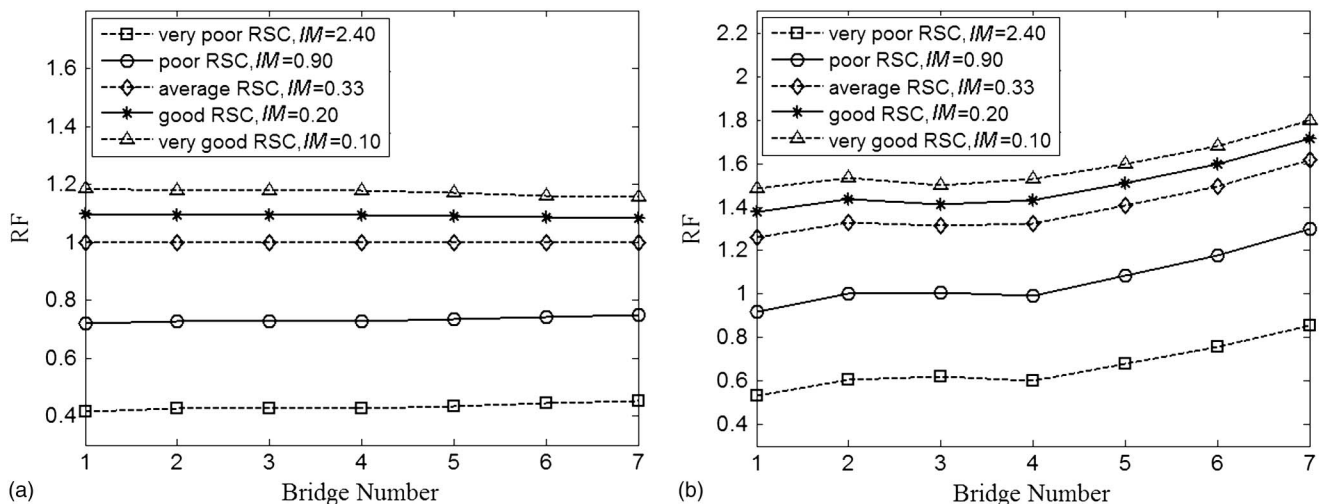 very poor RSC, IM=2.40
poor RSC, IM=0.90
average RSC, IM=0.33
good RSC, IM=0.20
very good RSC, IM=0.10
1.6
1.4
1.2
1
0.8
0.6
0.4
RF
1 2 3 4 5 6 7
Bridge Number
(a)
very poor RSC, IM=2.40
poor RSC, IM=0.90
average RSC, IM=0.33
good RSC, IM=0.20
very good RSC, IM=0.10
2.2
2
1.8
1.6
1.4
1.2
1
0.8
0.6
0.4
RF
1 2 3 4 5 6 7
Bridge Number
(b)